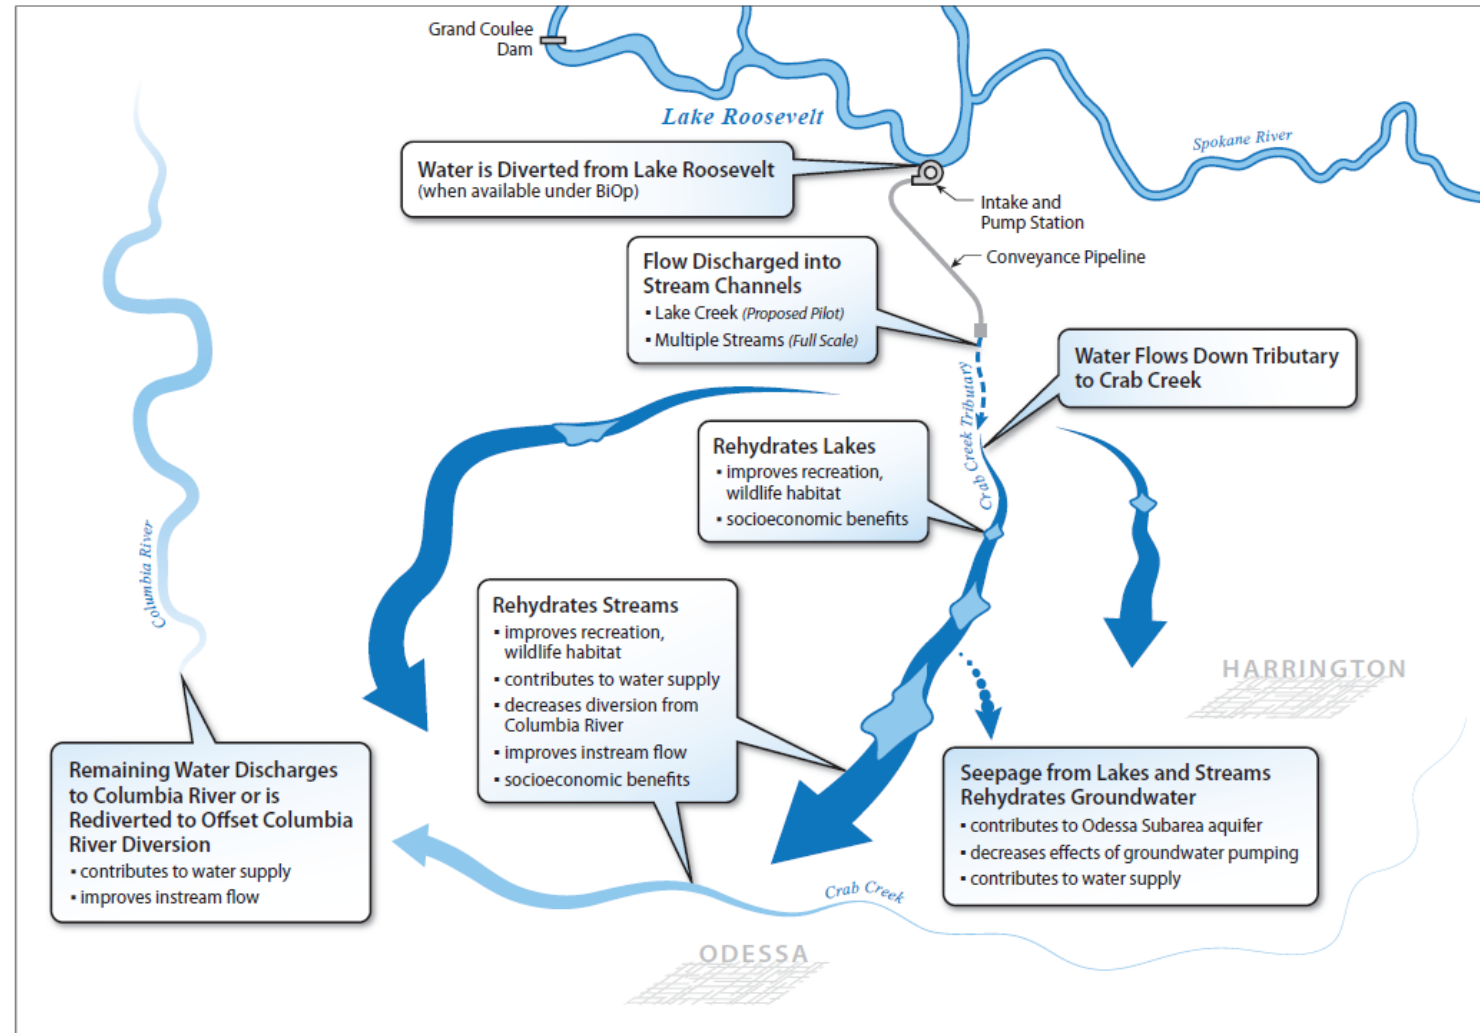 Grand Coulee
Dam
Lake Roosevelt
Spokane River
Water is Diverted from Lake Roosevelt
(when available under BiOp)
Intake and
Pump Station
Conveyance Pipeline
Flow Discharged into
Stream Channels
▪ Lake Creek (Proposed Pilot)
▪ Multiple Streams (Full Scale)
Water Flows Down Tributary
to Crab Creek
Crab Creek Tributary
Rehydrates Lakes
▪ improves recreation,
wildlife habitat
▪ socioeconomic benefits
Columbia River
Rehydrates Streams
▪ improves recreation,
wildlife habitat
▪ contributes to water supply
▪ decreases diversion from
Columbia River
▪ improves instream flow
▪ socioeconomic benefits
HARRINGTON
Remaining Water Discharges
to Columbia River or is
Rediverted to Offset Columbia
River Diversion
▪ contributes to water supply
▪ improves instream flow
Seepage from Lakes and Streams
Rehydrates Groundwater
▪ contributes to Odessa Subarea aquifer
▪ decreases effects of groundwater pumping
▪ contributes to water supply
Crab Creek
ODESSA